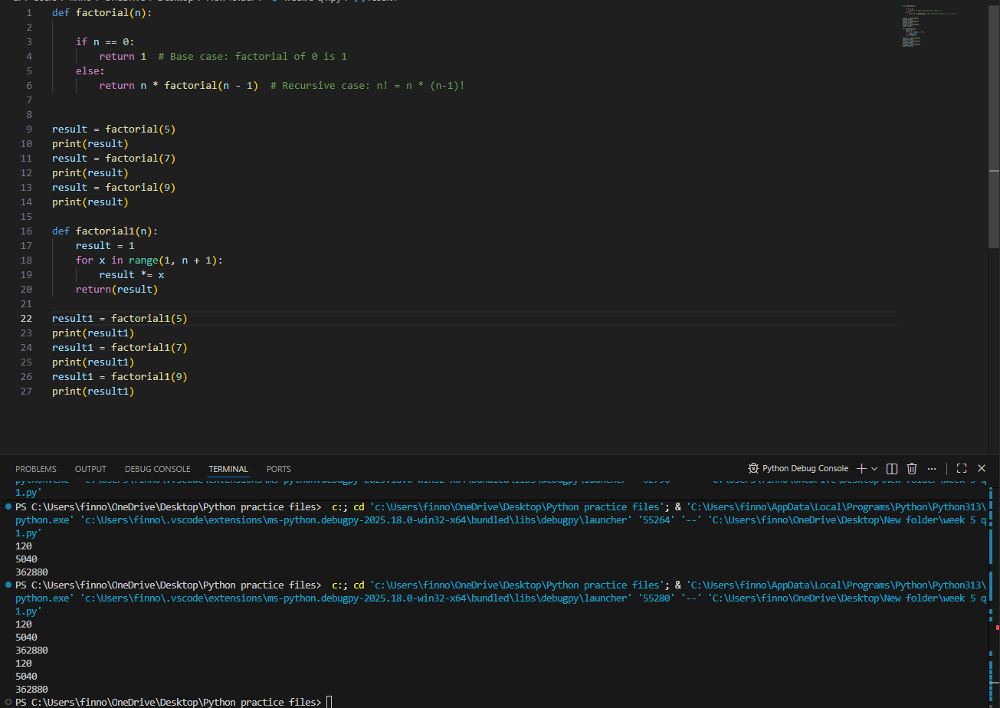 1 def factorial(n):
2
3     if n == 0:
4         return 1  # Base case: factorial of 0 is 1
5     else:
6         return n * factorial(n - 1)  # Recursive case: n! = n * (n-1)!
7
8
9 result = factorial(5)
10 print(result)
11 result = factorial(7)
12 print(result)
13 result = factorial(9)
14 print(result)
15
16 def factorial1(n):
17     result = 1
18     for x in range(1, n + 1):
19         result *= x
20     return(result)
21
22 result1 = factorial1(5)
23 print(result1)
24 result1 = factorial1(7)
25 print(result1)
26 result1 = factorial1(9)
27 print(result1)
PROBLEMS OUTPUT DEBUG CONSOLE TERMINAL PORTS Python Debug Console
1.py'
PS C:\Users\finno\OneDrive\Desktop\Python practice files>  c:; cd 'c:\Users\finno\OneDrive\Desktop\Python practice files'; & 'C:\Users\finno\AppData\Local\Programs\Python\Python313\
python.exe' 'c:\Users\finno\.vscode\extensions\ms-python.debugpy-2025.18.0-win32-x64\bundled\libs\debugpy\launcher' '55264' '--' 'C:\Users\finno\OneDrive\Desktop\New folder\week 5 q
1.py'
120
5040
362880
PS C:\Users\finno\OneDrive\Desktop\Python practice files>  c:; cd 'c:\Users\finno\OneDrive\Desktop\Python practice files'; & 'C:\Users\finno\AppData\Local\Programs\Python\Python313\
python.exe' 'c:\Users\finno\.vscode\extensions\ms-python.debugpy-2025.18.0-win32-x64\bundled\libs\debugpy\launcher' '55280' '--' 'C:\Users\finno\OneDrive\Desktop\New folder\week 5 q
1.py'
120
5040
362880
120
5040
362880
PS C:\Users\finno\OneDrive\Desktop\Python practice files>